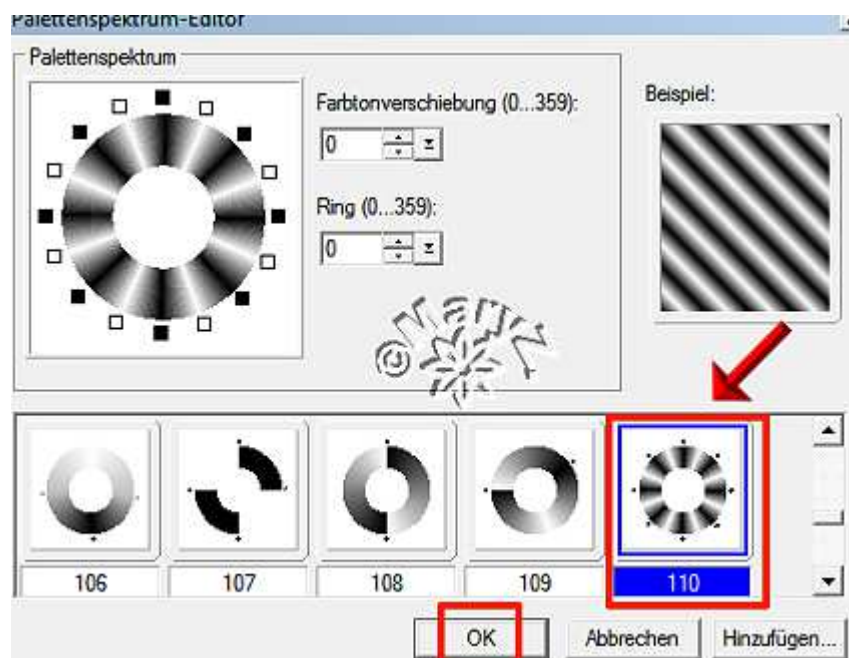 Palettenspektrum-Editor
Palettenspektrum
Farbtonverschiebung (0...359):
0
Ring (0...359):
0
Beispiel:
106
107
108
109
110
OK
Abbrechen
Hinzufügen...